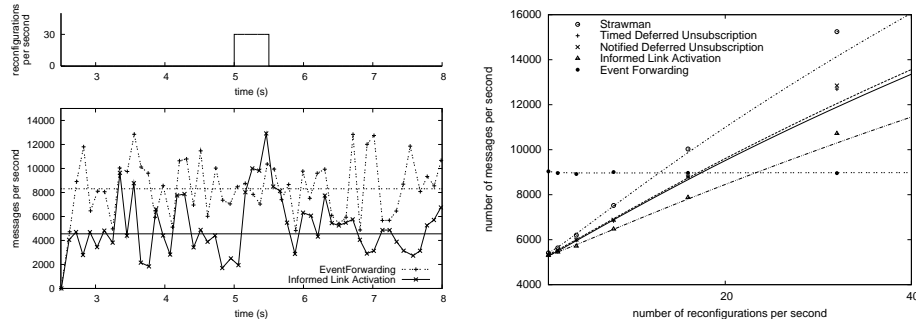 reconfigurations
per second
30
0
3 4 5 6 7 8
time (s)
messages per second
14000
12000
10000
8000
6000
4000
2000
0
EventForwarding
Informed Link Activation
3 4 5 6 7 8
time (s)
number of messages per second
16000
14000
12000
10000
8000
6000
4000
Strawman
Timed Deferred Unsubscription
Notified Deferred Unsubscription
Informed Link Activation
Event Forwarding
20 40
number of reconfigurations per second